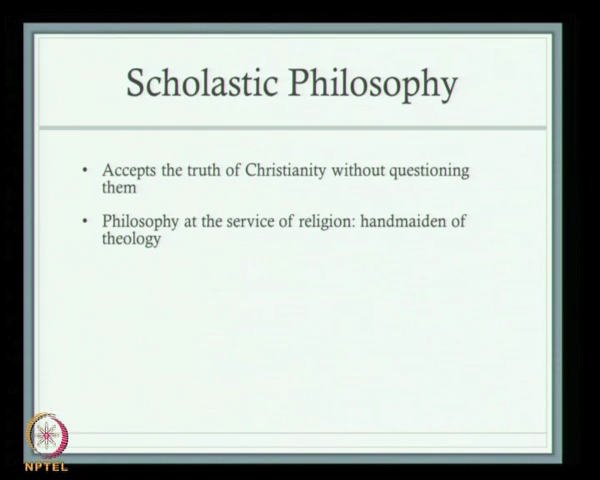 Scholastic Philosophy
• Accepts the truth of Christianity without questioning
them
• Philosophy at the service of religion: handmaiden of
theology
NPTEL